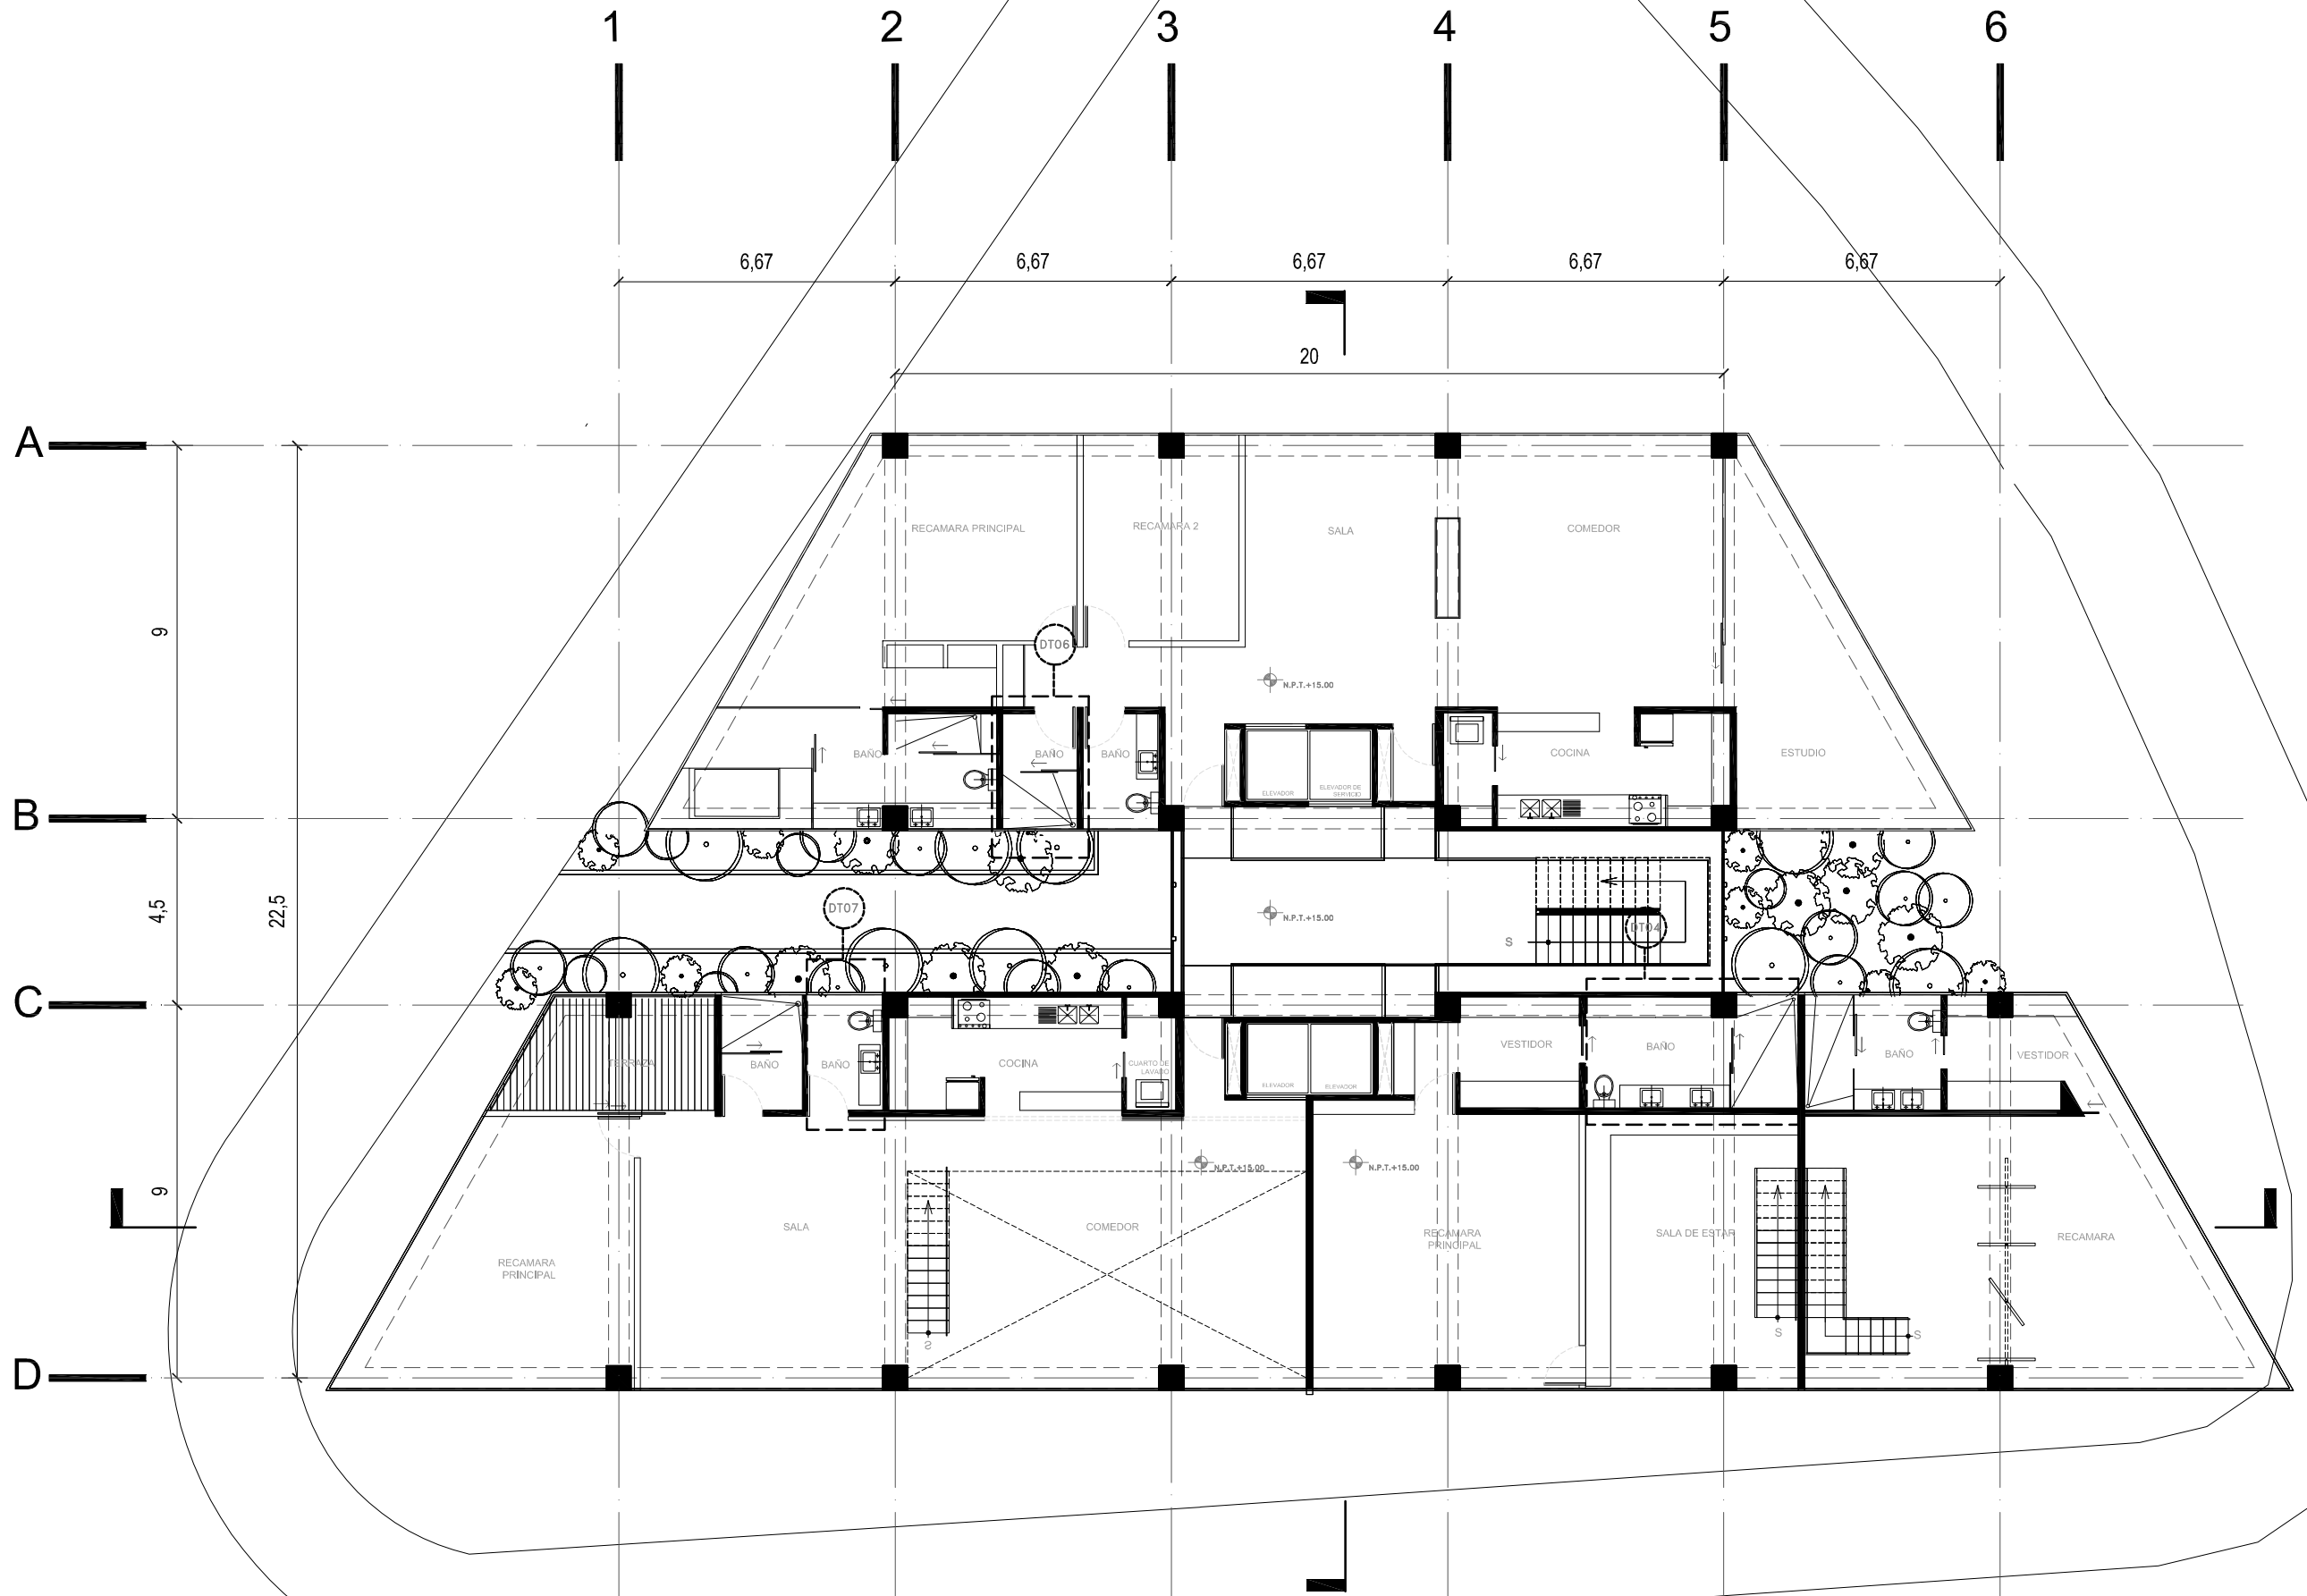 1 2 3 4 5 6
6,67 6,67 6,67 6,67 6,67
20
A
RECAMARA PRINCIPAL
RECAMARA 2
SALA
COMEDOR
9
DT06
N.P.T.+15.00
BAÑO
BAÑO
BAÑO
COCINA
ESTUDIO
ELEVADOR
ELEVADOR DE
SERVICIO
B
4,5
22,5
DT07
N.P.T.+15.00
DT04
S
C
TERRAZA
BAÑO
BAÑO
COCINA
CUARTO DE
LAVADO
ELEVADOR
ELEVADOR
VESTIDOR
BAÑO
BAÑO
VESTIDOR
N.P.T.+15.00
N.P.T.+15.00
9
RECAMARA
PRINCIPAL
SALA
COMEDOR
RECAMARA
PRINCIPAL
SALA DE ESTAR
RECAMARA
S
S
S
D